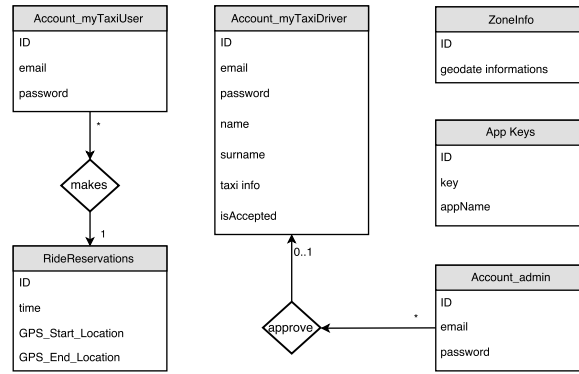 Account_myTaxiUser
ID
email
password
*
makes
1
RideReservations
ID
time
GPS_Start_Location
GPS_End_Location
Account_myTaxiDriver
ID
email
password
name
surname
taxi info
isAccepted
0..1
approve
*
ZoneInfo
ID
geodate informations
App Keys
ID
key
appName
Account_admin
ID
email
password